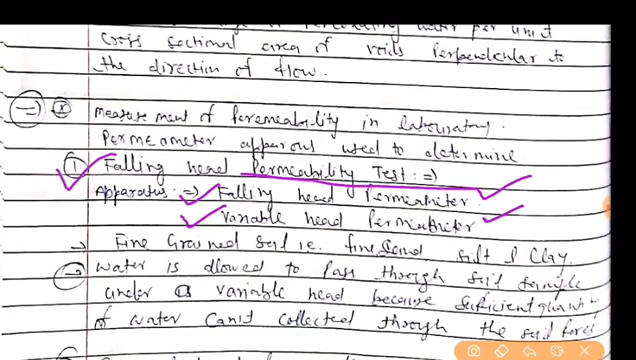 of percolating water per unit
Cross sectional area of voids Perpendicular to
the direction of flow.
measurement of Permeability in labouratory.
Permeameter apparous used to determine
① Falling head Permeability Test :⇒
Apparatus :⇒ Falling head Permeameter.
Variable head Permeameter
→ Fine Grained soil i.e. fine sand silt & Clay.
→ Water is allowed to Pass through soil sample
under a variable head because sufficient quantity
of water can't collected through the soil